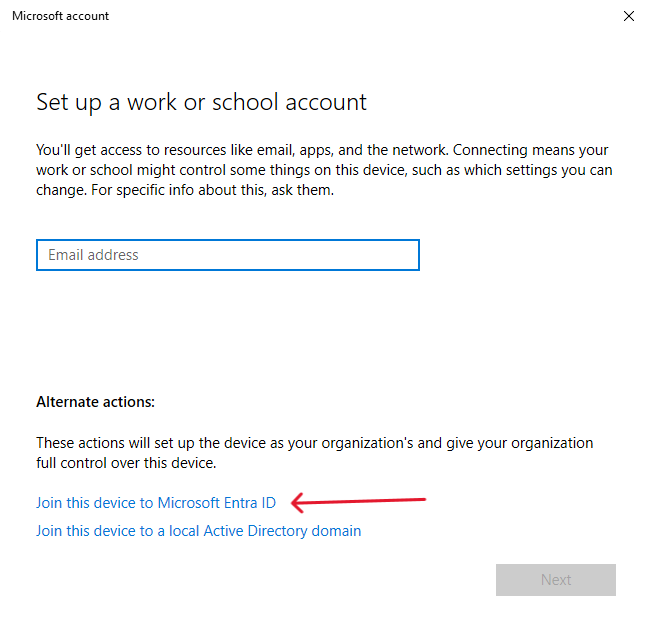 Microsoft account
Set up a work or school account
You'll get access to resources like email, apps, and the network. Connecting means your
work or school might control some things on this device, such as which settings you can
change. For specific info about this, ask them.
Email address
Alternate actions:
These actions will set up the device as your organization's and give your organization
full control over this device.
Join this device to Microsoft Entra ID
Join this device to a local Active Directory domain
Next